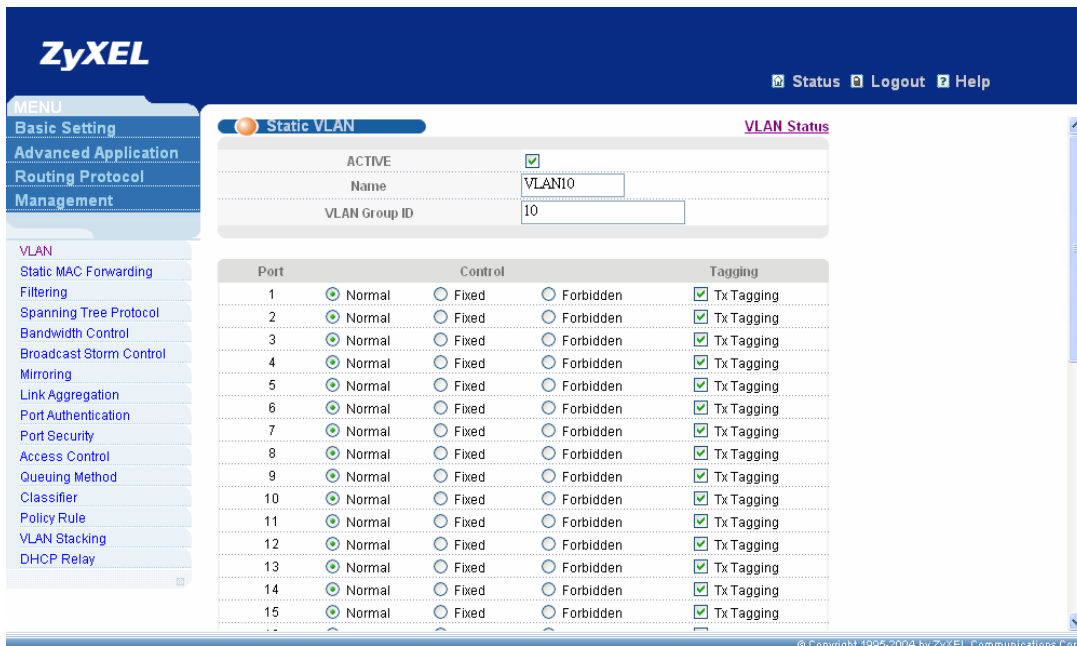 ZyXEL
Status Logout Help
MENU
Basic Setting
Advanced Application
Routing Protocol
Management
VLAN
Static MAC Forwarding
Filtering
Spanning Tree Protocol
Bandwidth Control
Broadcast Storm Control
Mirroring
Link Aggregation
Port Authentication
Port Security
Access Control
Queuing Method
Classifier
Policy Rule
VLAN Stacking
DHCP Relay
Static VLAN VLAN Status
ACTIVE
Name VLAN10
VLAN Group ID 10
Port Control Tagging
1 Normal Fixed Forbidden Tx Tagging
2 Normal Fixed Forbidden Tx Tagging
3 Normal Fixed Forbidden Tx Tagging
4 Normal Fixed Forbidden Tx Tagging
5 Normal Fixed Forbidden Tx Tagging
6 Normal Fixed Forbidden Tx Tagging
7 Normal Fixed Forbidden Tx Tagging
8 Normal Fixed Forbidden Tx Tagging
9 Normal Fixed Forbidden Tx Tagging
10 Normal Fixed Forbidden Tx Tagging
11 Normal Fixed Forbidden Tx Tagging
12 Normal Fixed Forbidden Tx Tagging
13 Normal Fixed Forbidden Tx Tagging
14 Normal Fixed Forbidden Tx Tagging
15 Normal Fixed Forbidden Tx Tagging
© Copyright 1995-2004 by ZyXEL Communications Cor